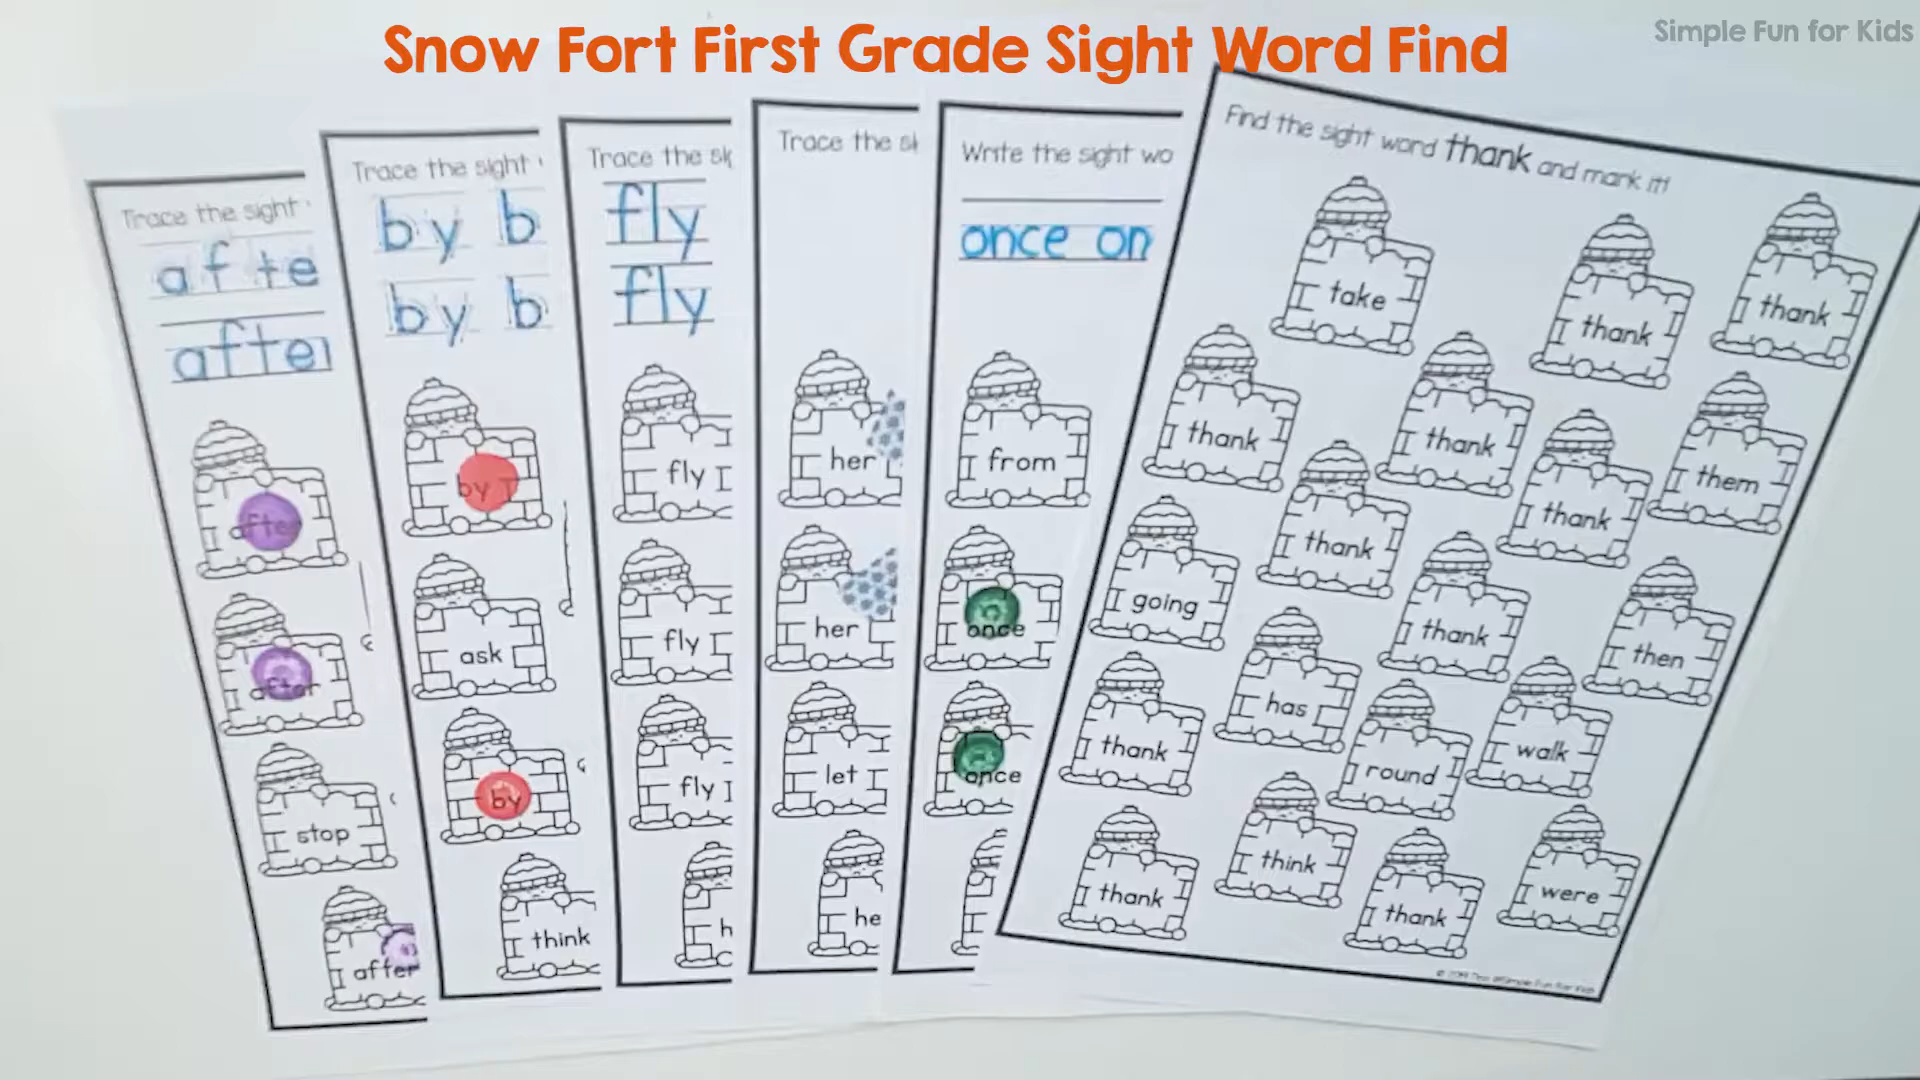 Snow Fort First Grade Sight Word Find
Simple Fun for Kids
Trace the sight
afte
after
after
after
stop
after
Trace the sight
by b
by b
by
ask
by
think
Trace the si
fly
fly
fly
fly
fly
h
Trace the si
her
her
let
he
Write the sight wo
once on
from
once
once
Find the sight word thank and mark it!
take
thank
thank
thank
thank
them
thank
thank
going
thank
then
has
thank
walk
round
think
thank
thank
were